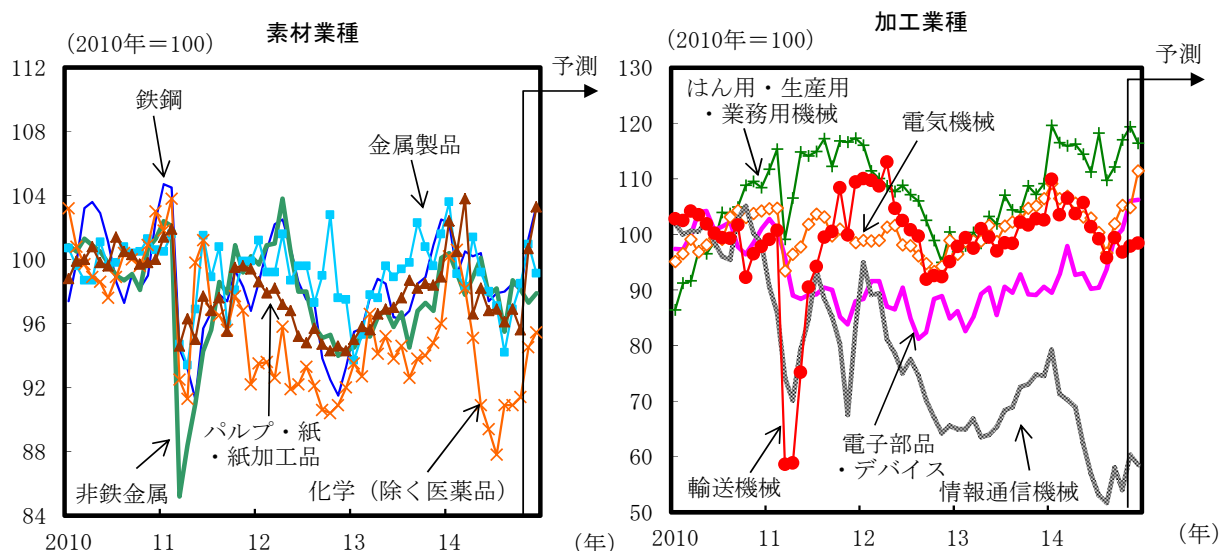 素材業種
(2010年＝100)
予測
112
108
104
100
96
92
88
84
鉄鋼
金属製品
パルプ・紙
・紙加工品
非鉄金属
化学（除く医薬品）
2010
11
12
13
14
(年)
加工業種
(2010年＝100)
予測
130
120
110
100
90
80
70
60
50
はん用・生産用
・業務用機械
電気機械
電子部品
・デバイス
輸送機械
情報通信機械
2010
11
12
13
14
(年)